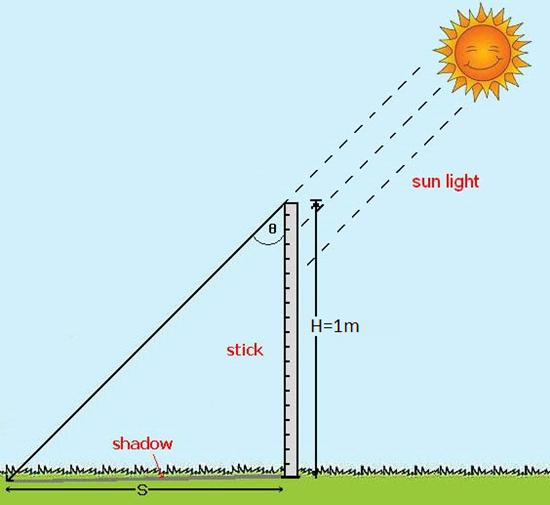 sun light
θ
H=1m
stick
shadow
S